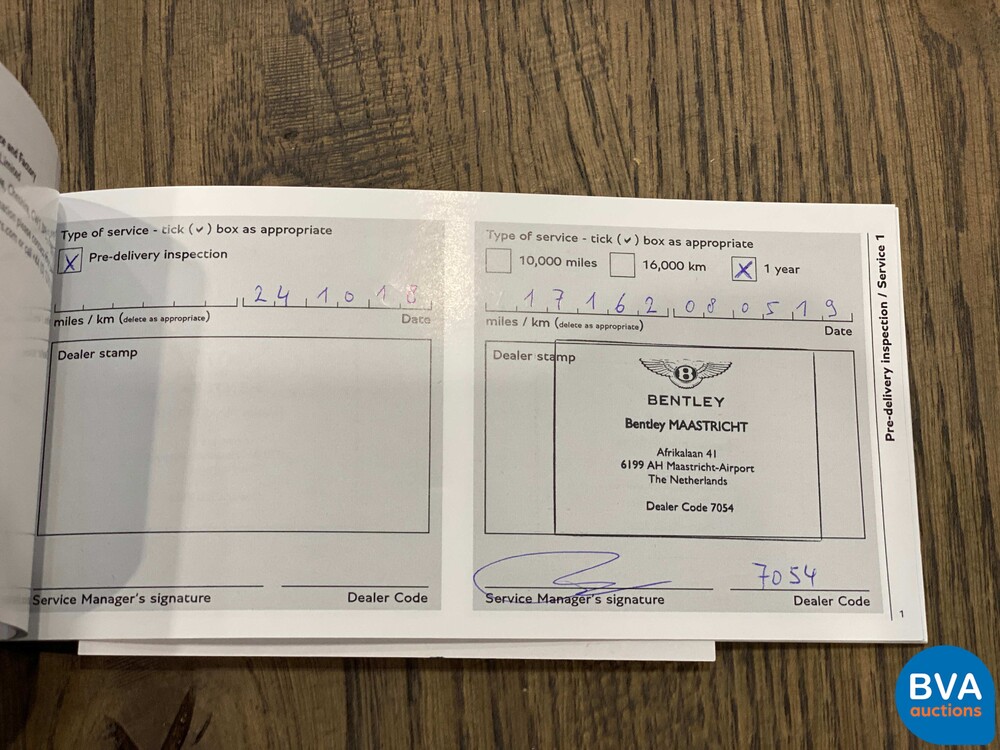 Type of service - tick (✓) box as appropriate
X Pre-delivery inspection
24 10 18
miles / km (delete as appropriate) Date
Dealer stamp
Service Manager's signature Dealer Code
Type of service - tick (✓) box as appropriate
10,000 miles 16,000 km X 1 year
17162 08 05 19
miles / km (delete as appropriate) Date
Dealer stamp
B
BENTLEY
Bentley MAASTRICHT
Afrikalaan 41
6199 AH Maastricht-Airport
The Netherlands
Dealer Code 7054
7054
Service Manager's signature Dealer Code
Pre-delivery inspection / Service 1
1
BVA
auctions